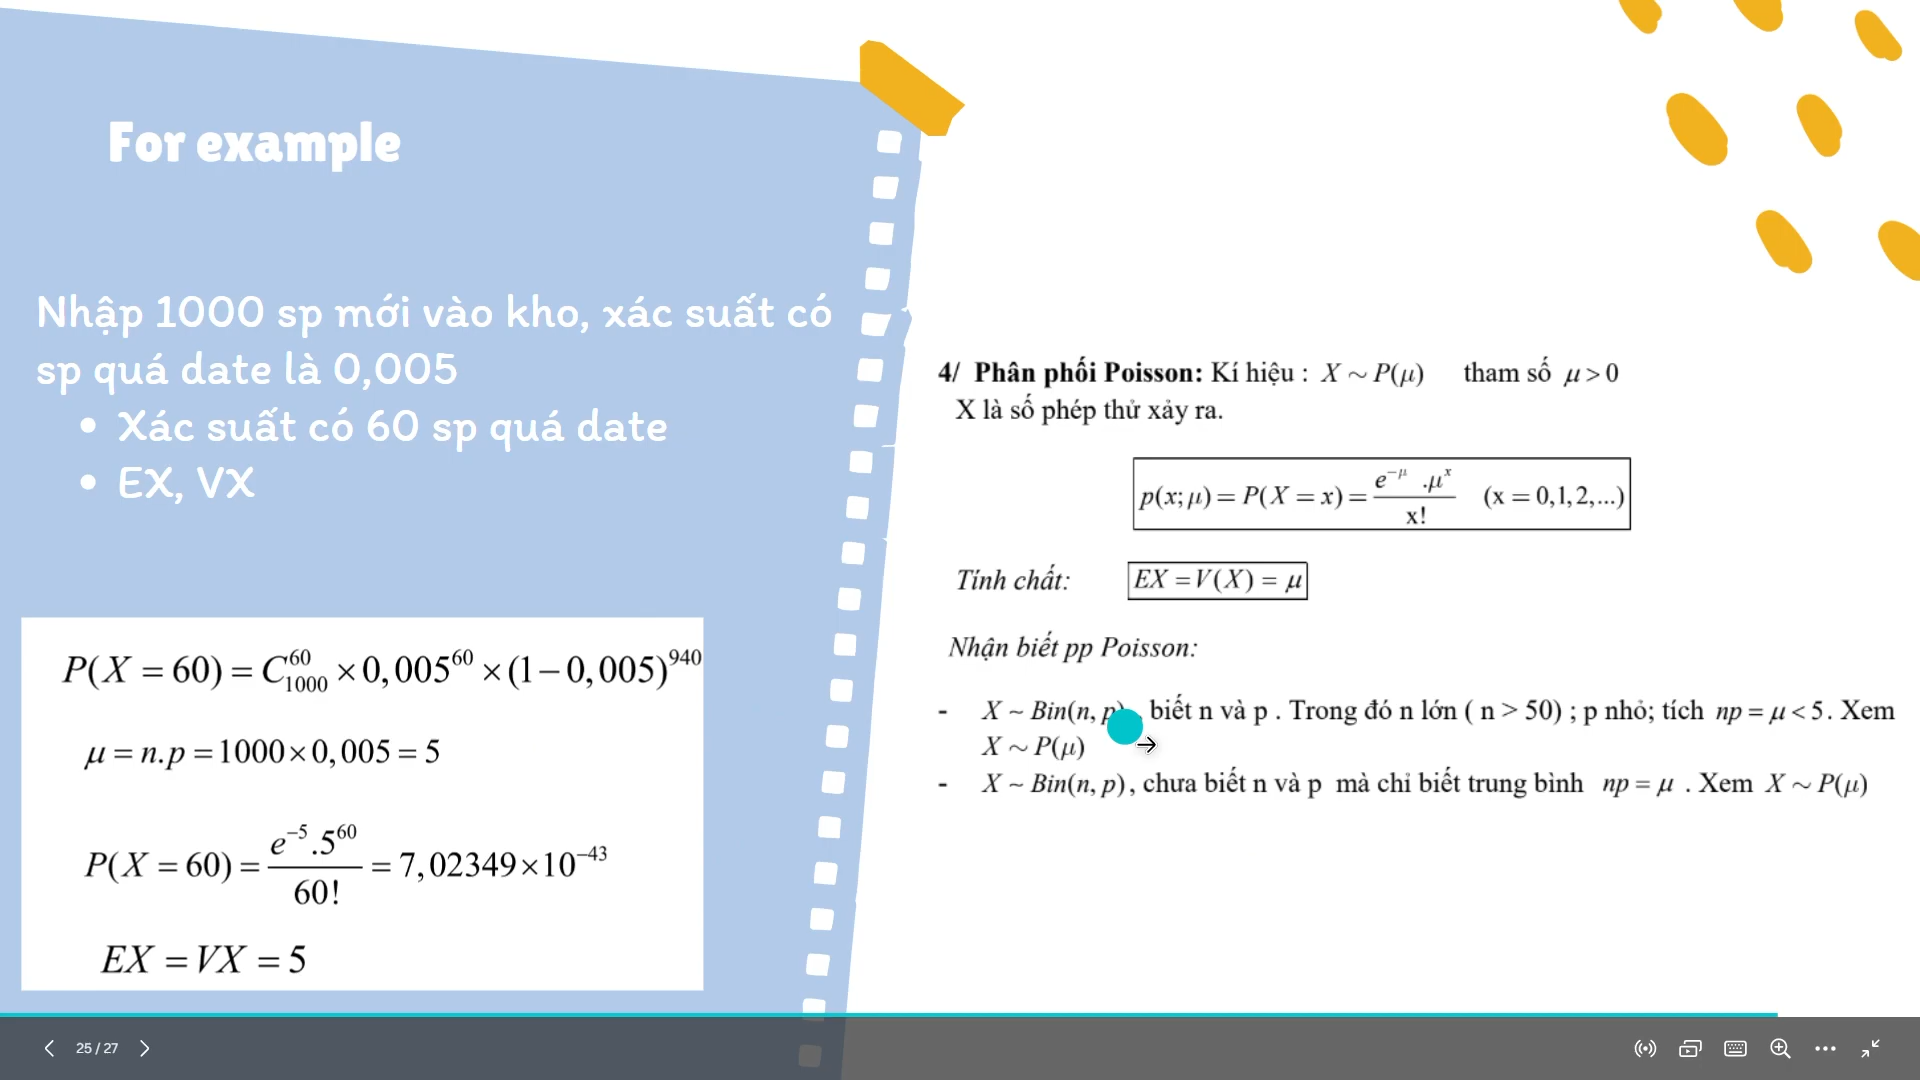 For example
Nhập 1000 sp mới vào kho, xác suất có
sp quá date là 0,005
• Xác suất có 60 sp quá date
• EX, VX
P(X = 60) = C_{1000}^{60} × 0,005^{60} × (1 − 0,005)^{940}
μ = n.p = 1000 × 0,005 = 5
P(X = 60) = \frac{e^{−5}.5^{60}}{60!} = 7,02349 × 10^{−43}
EX = VX = 5
4/ Phân phối Poisson: Kí hiệu : X ∼ P(μ) tham số μ > 0
X là số phép thử xảy ra.
p(x;μ) = P(X = x) = \frac{e^{−μ}.μ^{x}}{x!} (x = 0,1,2,...)
Tính chất: EX = V(X) = μ
Nhận biết pp Poisson:
- X ~ Bin(n, p), biết n và p . Trong đó n lớn ( n > 50) ; p nhỏ; tích np = μ < 5. Xem
X ∼ P(μ)
- X ~ Bin(n, p), chưa biết n và p mà chỉ biết trung bình np = μ . Xem X ∼ P(μ)
25 / 27